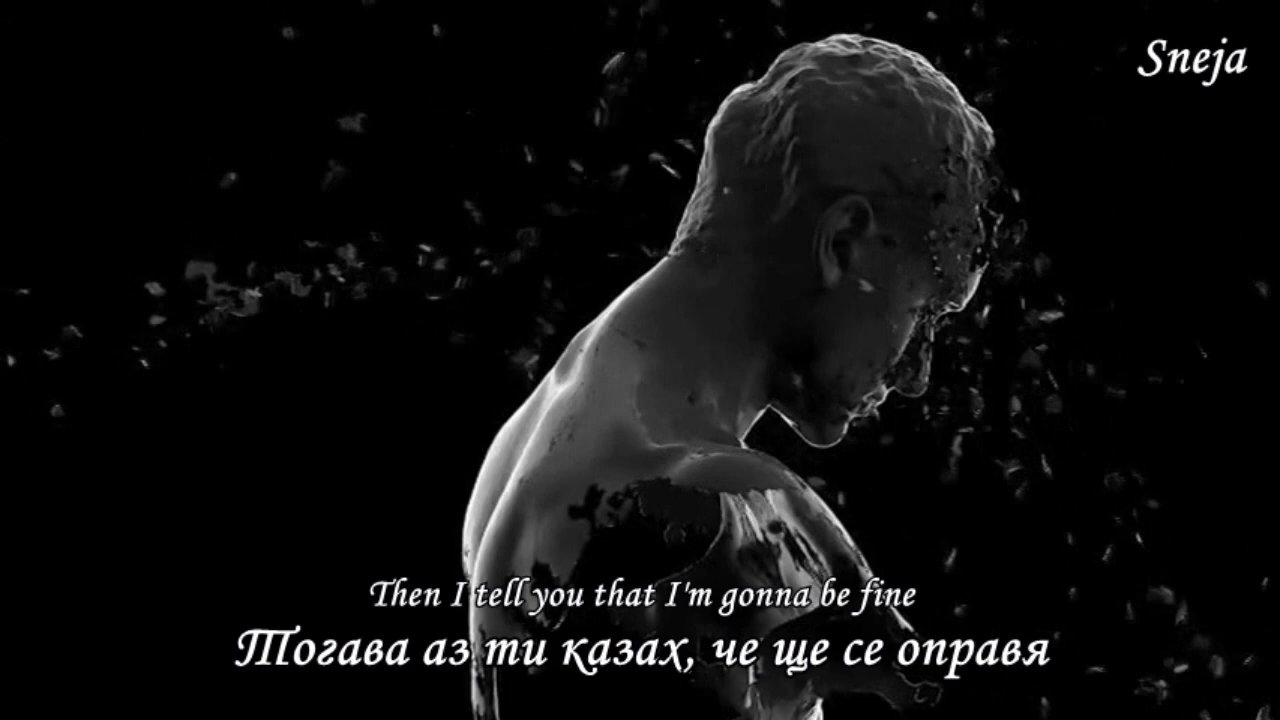 Sneja
Then I tell you that I'm gonna be fine
Тогава аз ти казах, че ще се оправя